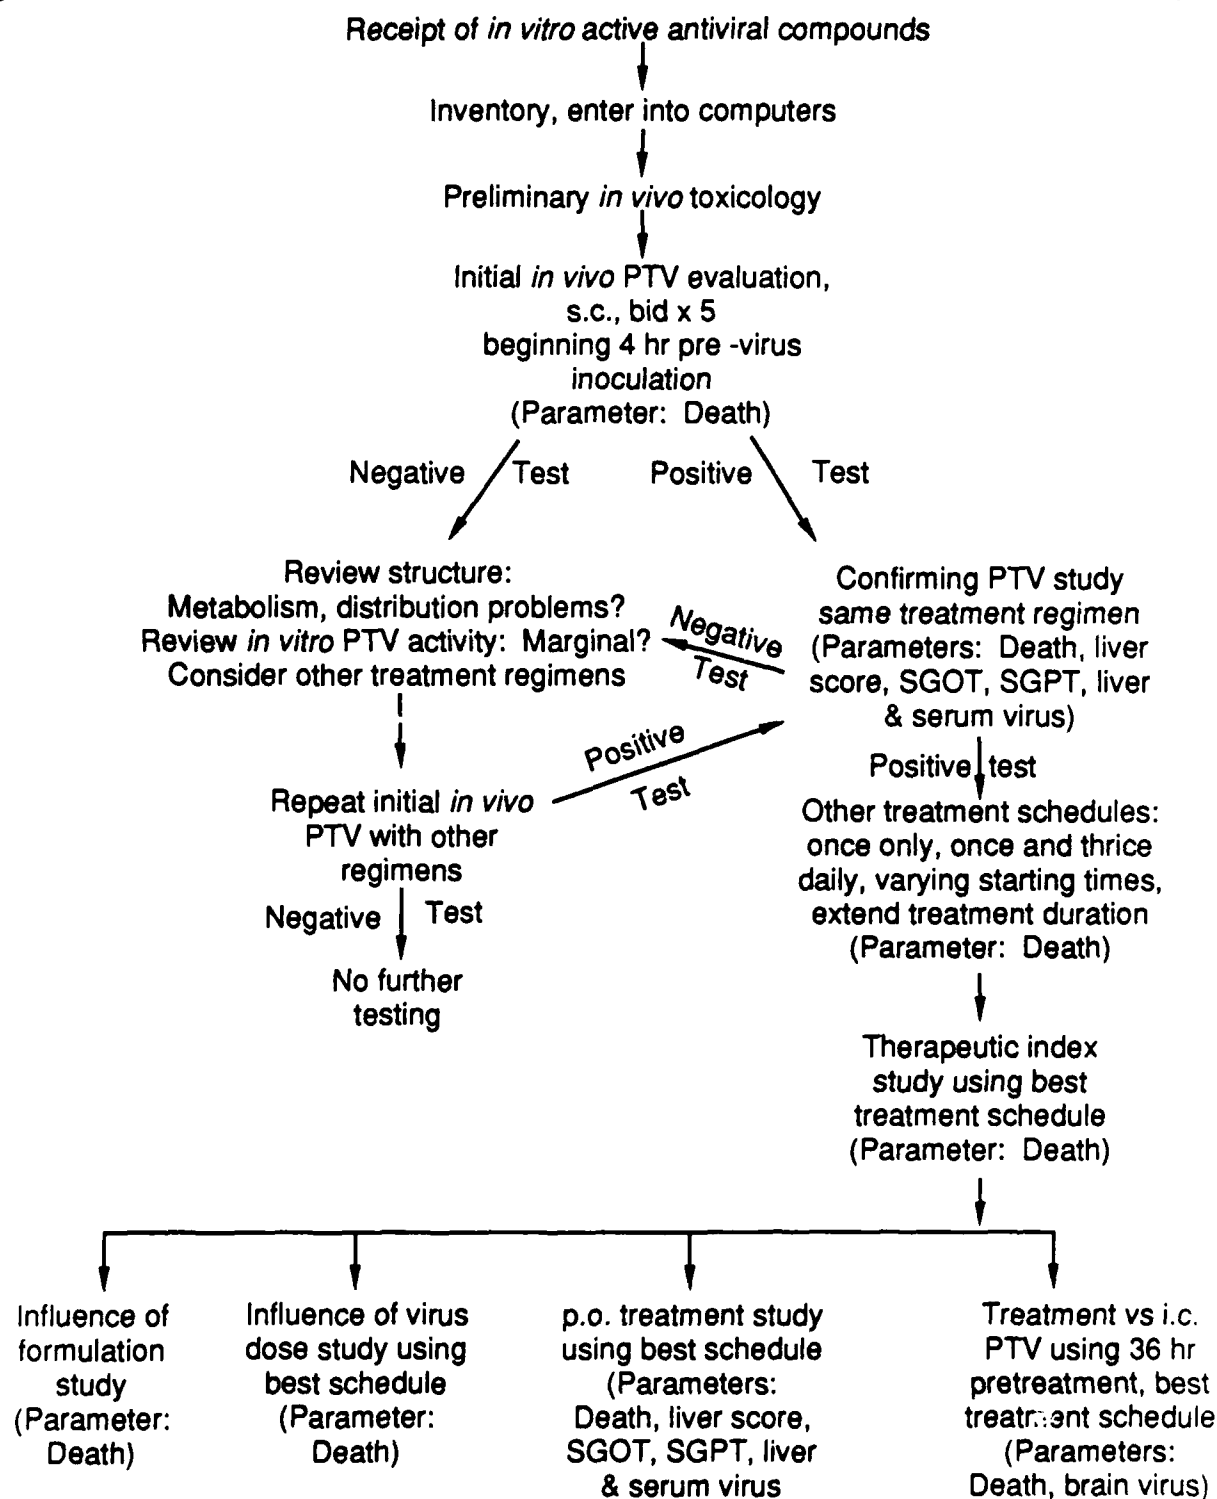 Receipt of in vitro active antiviral compounds
Inventory, enter into computers
Preliminary in vivo toxicology
Initial in vivo PTV evaluation,
s.c., bid x 5
beginning 4 hr pre -virus
inoculation
(Parameter: Death)
Negative Test
Positive Test
Review structure:
Metabolism, distribution problems?
Review in vitro PTV activity: Marginal?
Consider other treatment regimens
Negative
Test
Confirming PTV study
same treatment regimen
(Parameters: Death, liver
score, SGOT, SGPT, liver
& serum virus)
Positive
Test
Positive test
Repeat initial in vivo
PTV with other
regimens
Negative Test
No further
testing
Other treatment schedules:
once only, once and thrice
daily, varying starting times,
extend treatment duration
(Parameter: Death)
Therapeutic index
study using best
treatment schedule
(Parameter: Death)
Influence of
formulation
study
(Parameter:
Death)
Influence of virus
dose study using
best schedule
(Parameter:
Death)
p.o. treatment study
using best schedule
(Parameters:
Death, liver score,
SGOT, SGPT, liver
& serum virus
Treatment vs i.c.
PTV using 36 hr
pretreatment, best
treatment schedule
(Parameters:
Death, brain virus)